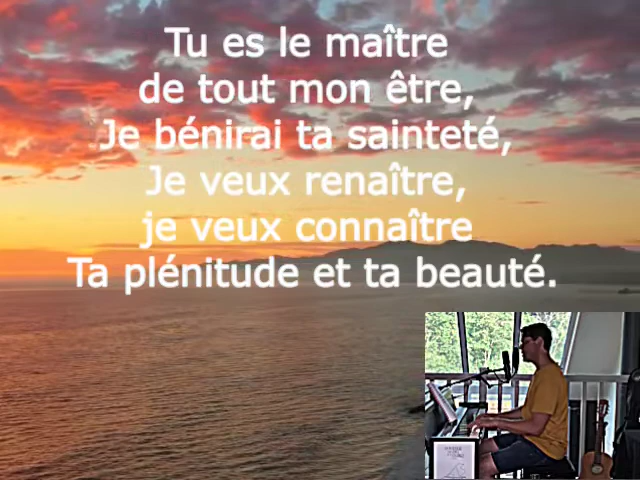 Tu es le maître
de tout mon être,
Je bénirai ta sainteté,
Je veux renaître,
je veux connaître
Ta plénitude et ta beauté.